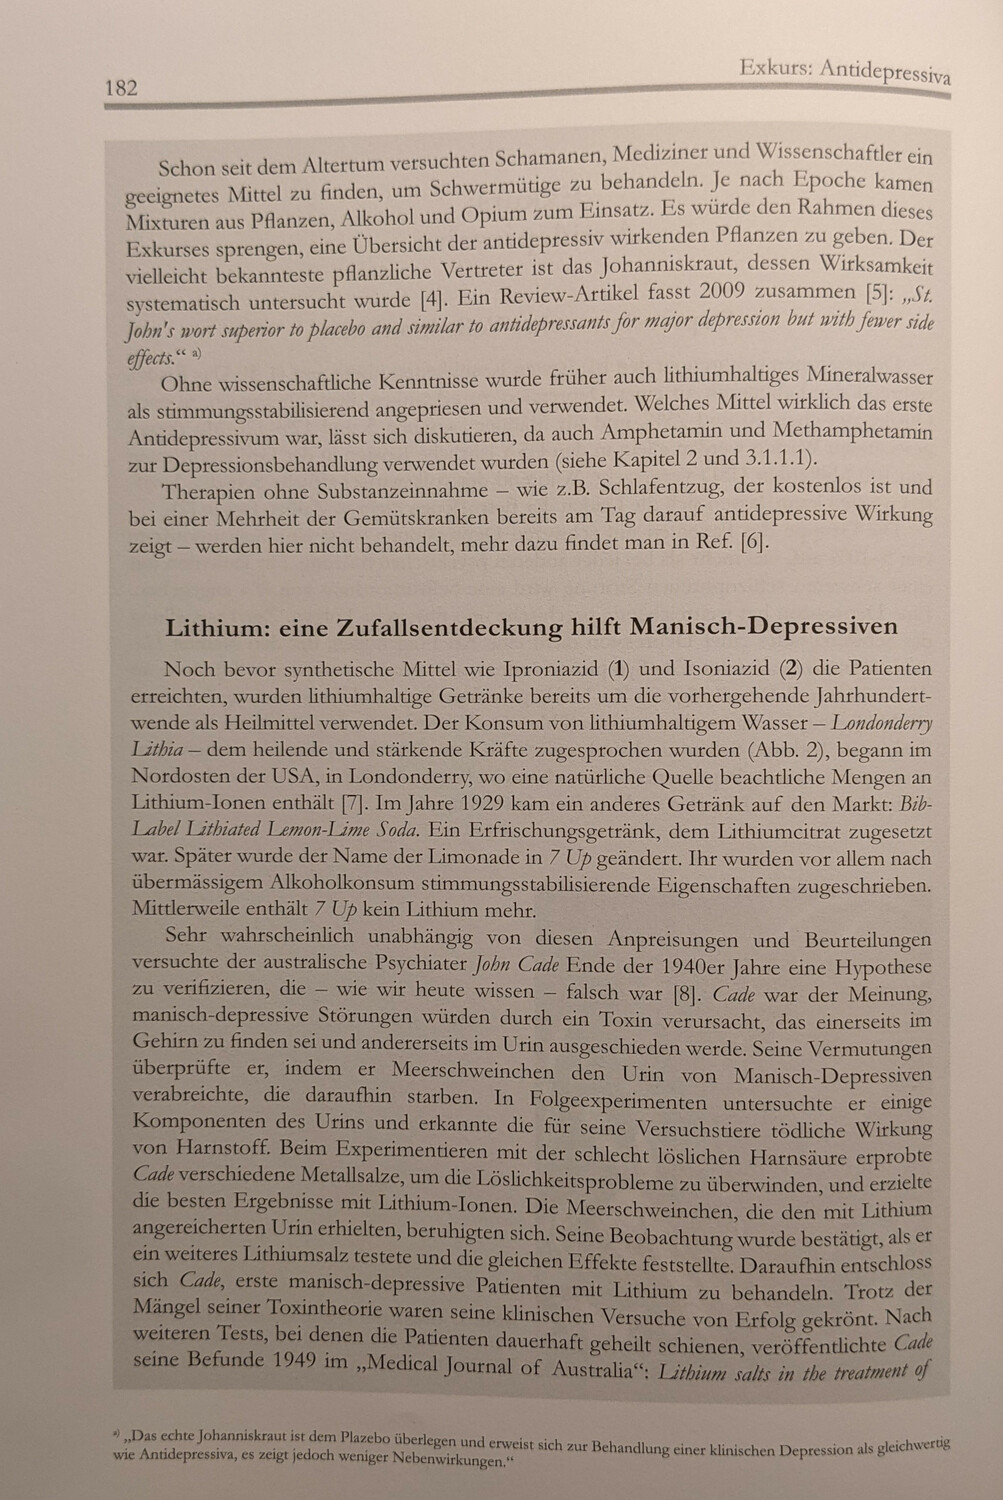 182
Exkurs: Antidepressiva
Schon seit dem Altertum versuchten Schamanen, Mediziner und Wissenschaftler ein
geeignetes Mittel zu finden, um Schwermütige zu behandeln. Je nach Epoche kamen
Mixturen aus Pflanzen, Alkohol und Opium zum Einsatz. Es würde den Rahmen dieses
Exkurses sprengen, eine Übersicht der antidepressiv wirkenden Pflanzen zu geben. Der
vielleicht bekannteste pflanzliche Vertreter ist das Johanniskraut, dessen Wirksamkeit
systematisch untersucht wurde [4]. Ein Review-Artikel fasst 2009 zusammen [5]: „St.
John's wort superior to placebo and similar to antidepressants for major depression but with fewer side
effects.“ a)
Ohne wissenschaftliche Kenntnisse wurde früher auch lithiumhaltiges Mineralwasser
als stimmungsstabilisierend angepriesen und verwendet. Welches Mittel wirklich das erste
Antidepressivum war, lässt sich diskutieren, da auch Amphetamin und Methamphetamin
zur Depressionsbehandlung verwendet wurden (siehe Kapitel 2 und 3.1.1.1).
Therapien ohne Substanzeinnahme – wie z.B. Schlafentzug, der kostenlos ist und
bei einer Mehrheit der Gemütskranken bereits am Tag darauf antidepressive Wirkung
zeigt – werden hier nicht behandelt, mehr dazu findet man in Ref. [6].
Lithium: eine Zufallsentdeckung hilft Manisch-Depressiven
Noch bevor synthetische Mittel wie Iproniazid (1) und Isoniazid (2) die Patienten
erreichten, wurden lithiumhaltige Getränke bereits um die vorhergehende Jahrhundert-
wende als Heilmittel verwendet. Der Konsum von lithiumhaltigem Wasser – Londonderry
Lithia – dem heilende und stärkende Kräfte zugesprochen wurden (Abb. 2), begann im
Nordosten der USA, in Londonderry, wo eine natürliche Quelle beachtliche Mengen an
Lithium-Ionen enthält [7]. Im Jahre 1929 kam ein anderes Getränk auf den Markt: Bib-
Label Lithiated Lemon-Lime Soda. Ein Erfrischungsgetränk, dem Lithiumcitrat zugesetzt
war. Später wurde der Name der Limonade in 7 Up geändert. Ihr wurden vor allem nach
übermässigem Alkoholkonsum stimmungsstabilisierende Eigenschaften zugeschrieben.
Mittlerweile enthält 7 Up kein Lithium mehr.
Sehr wahrscheinlich unabhängig von diesen Anpreisungen und Beurteilungen
versuchte der australische Psychiater John Cade Ende der 1940er Jahre eine Hypothese
zu verifizieren, die – wie wir heute wissen – falsch war [8]. Cade war der Meinung,
manisch-depressive Störungen würden durch ein Toxin verursacht, das einerseits im
Gehirn zu finden sei und andererseits im Urin ausgeschieden werde. Seine Vermutungen
überprüfte er, indem er Meerschweinchen den Urin von Manisch-Depressiven
verabreichte, die daraufhin starben. In Folgeexperimenten untersuchte er einige
Komponenten des Urins und erkannte die für seine Versuchstiere tödliche Wirkung
von Harnstoff. Beim Experimentieren mit der schlecht löslichen Harnsäure erprobte
Cade verschiedene Metallsalze, um die Löslichkeitsprobleme zu überwinden, und erzielte
die besten Ergebnisse mit Lithium-Ionen. Die Meerschweinchen, die den mit Lithium
angereicherten Urin erhielten, beruhigten sich. Seine Beobachtung wurde bestätigt, als er
ein weiteres Lithiumsalz testete und die gleichen Effekte feststellte. Daraufhin entschloss
sich Cade, erste manisch-depressive Patienten mit Lithium zu behandeln. Trotz der
Mängel seiner Toxintheorie waren seine klinischen Versuche von Erfolg gekrönt. Nach
weiteren Tests, bei denen die Patienten dauerhaft geheilt schienen, veröffentlichte Cade
seine Befunde 1949 im „Medical Journal of Australia“: Lithium salts in the treatment of
a) „Das echte Johanniskraut ist dem Plazebo überlegen und erweist sich zur Behandlung einer klinischen Depression als gleichwertig
wie Antidepressiva, es zeigt jedoch weniger Nebenwirkungen.“